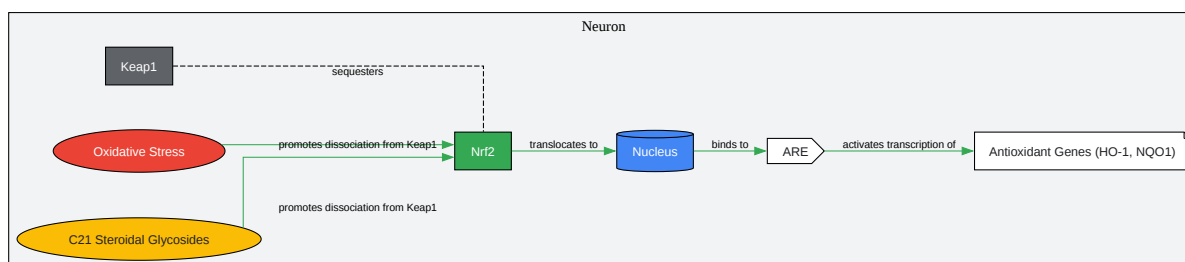 Neuron
Keap1
sequesters
Oxidative Stress
promotes dissociation from Keap1
Nrf2
translocates to
Nucleus
binds to
ARE
activates transcription of
Antioxidant Genes (HO-1, NQO1)
promotes dissociation from Keap1
C21 Steroidal Glycosides